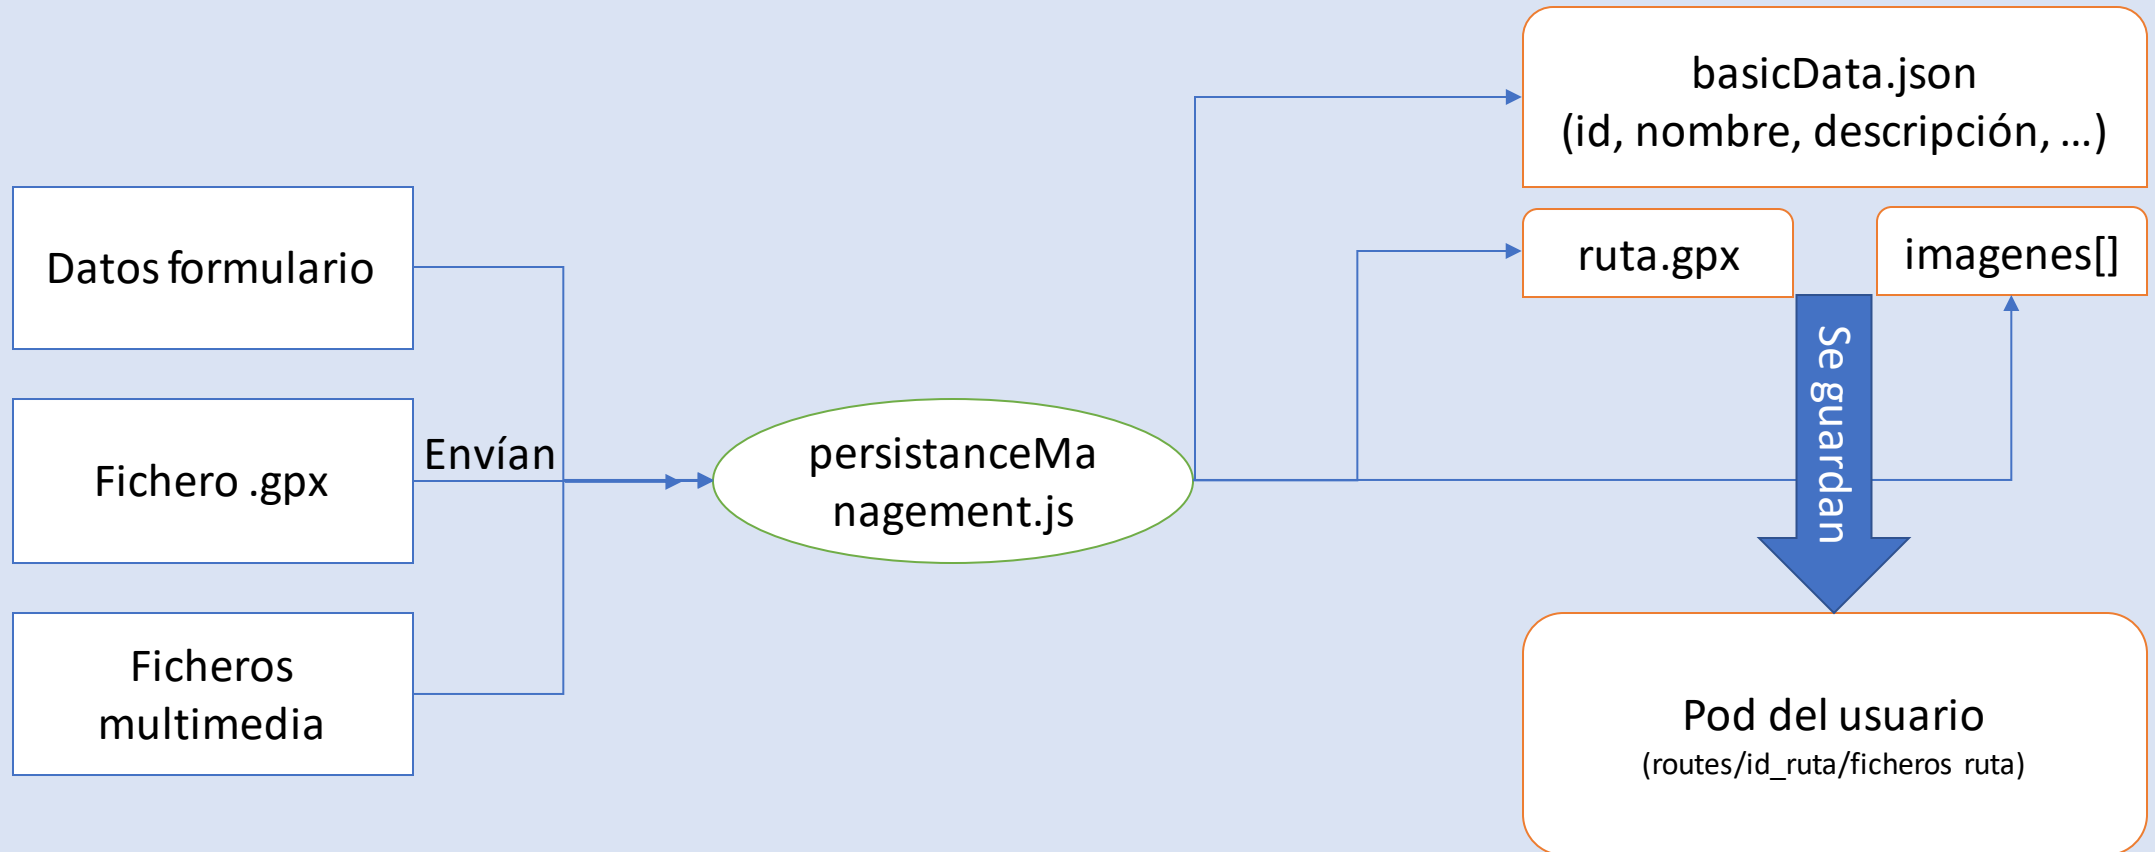 Datos formulario
Fichero .gpx
Ficheros
multimedia
Envían
persistanceMa
nagement.js
basicData.json
(id, nombre, descripción, ...)
ruta.gpx
imagenes[]
Se guardan
Pod del usuario
(routes/id_ruta/ficheros ruta)